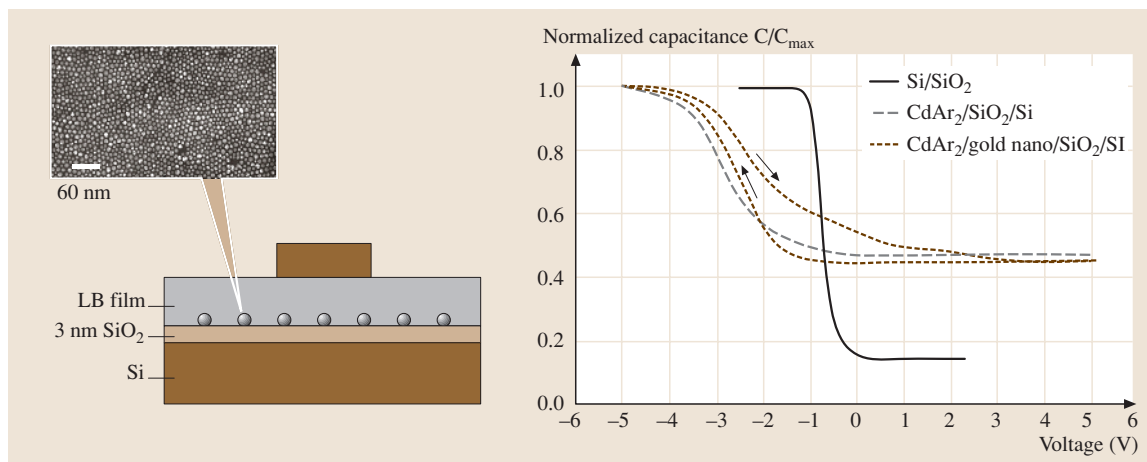 60 nm
LB film
3 nm SiO₂
Si
Normalized capacitance C/Cmax
1.0
0.8
0.6
0.4
0.2
0.0
Si/SiO₂
CdAr₂/SiO₂/Si
CdAr₂/gold nano/SiO₂/SI
–6 –5 –4 –3 –2 –1 0 1 2 3 4 5 6
Voltage (V)